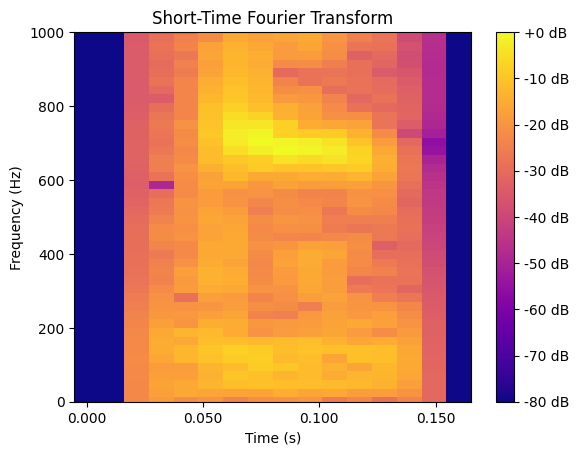 Short-Time Fourier Transform
1000
800
600
400
200
0
Frequency (Hz)
0.000
0.050
0.100
0.150
Time (s)
+0 dB
-10 dB
-20 dB
-30 dB
-40 dB
-50 dB
-60 dB
-70 dB
-80 dB